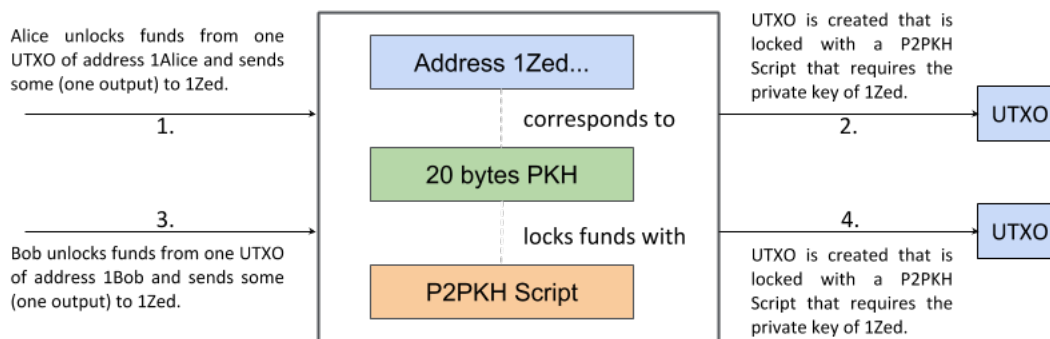 Alice unlocks funds from one
UTXO of address 1Alice and sends
some (one output) to 1Zed.
1.
3.
Bob unlocks funds from one UTXO
of address 1Bob and sends some
(one output) to 1Zed.
Address 1Zed...
corresponds to
20 bytes PKH
locks funds with
P2PKH Script
UTXO is created that is
locked with a P2PKH
Script that requires the
private key of 1Zed.
2.
UTXO
4.
UTXO
UTXO is created that is
locked with a P2PKH
Script that requires the
private key of 1Zed.